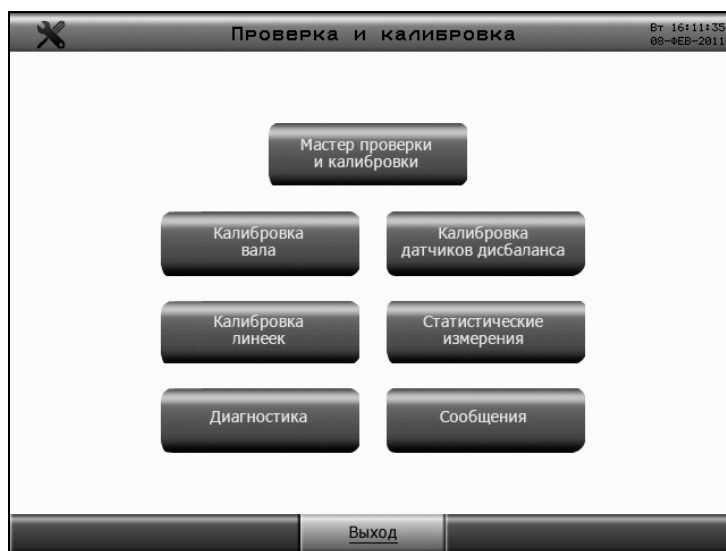 Проверка и калибровка
Вт 16:11:35
08-ФЕВ-2011
Мастер проверки
и калибровки
Калибровка
вала
Калибровка
датчиков дисбаланса
Калибровка
линеек
Статистические
измерения
Диагностика
Сообщения
Выход